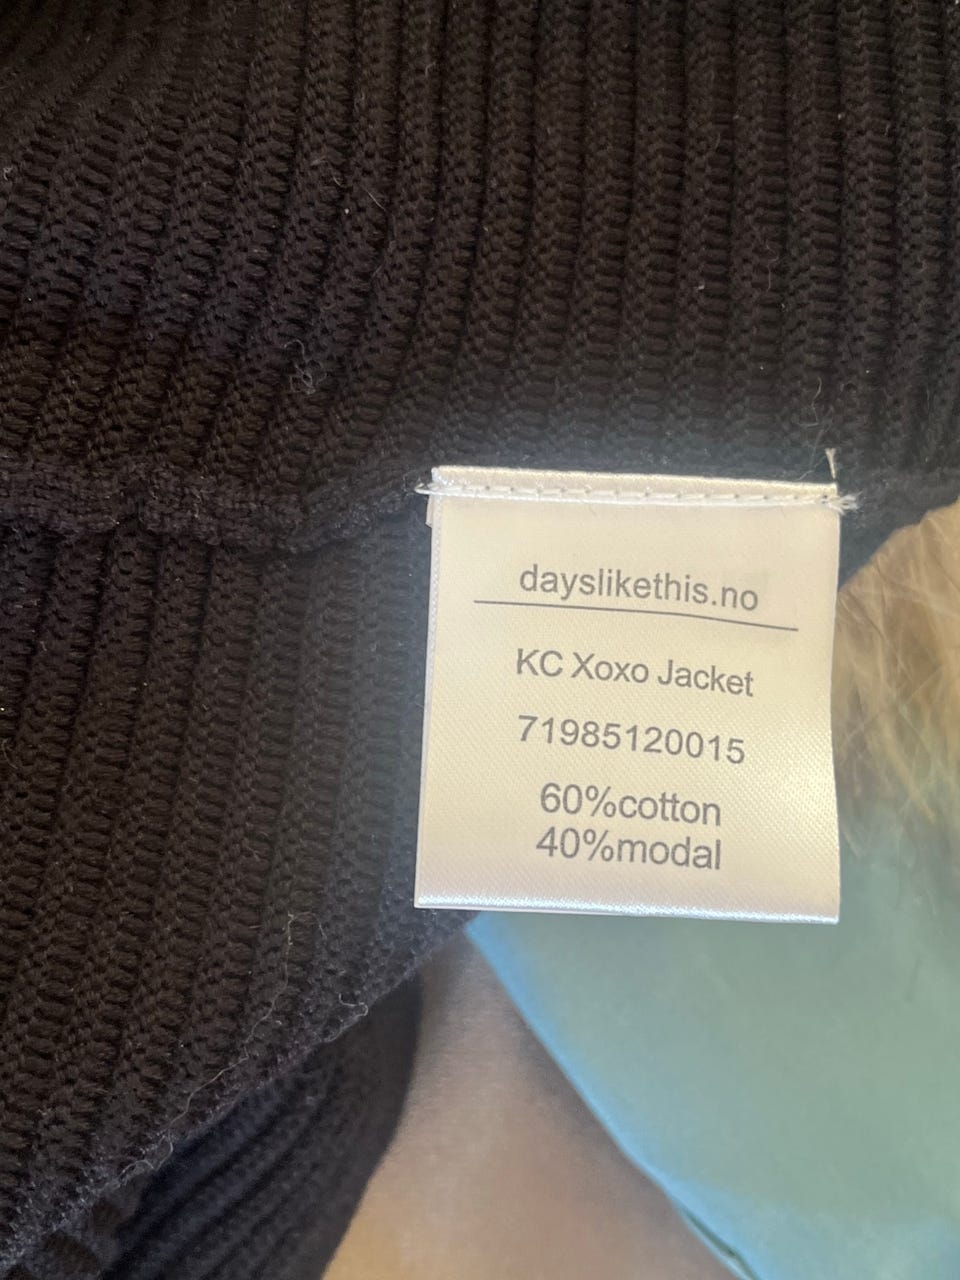 dayslikethis.no
KC Xoxo Jacket
71985120015
60%cotton
40%modal